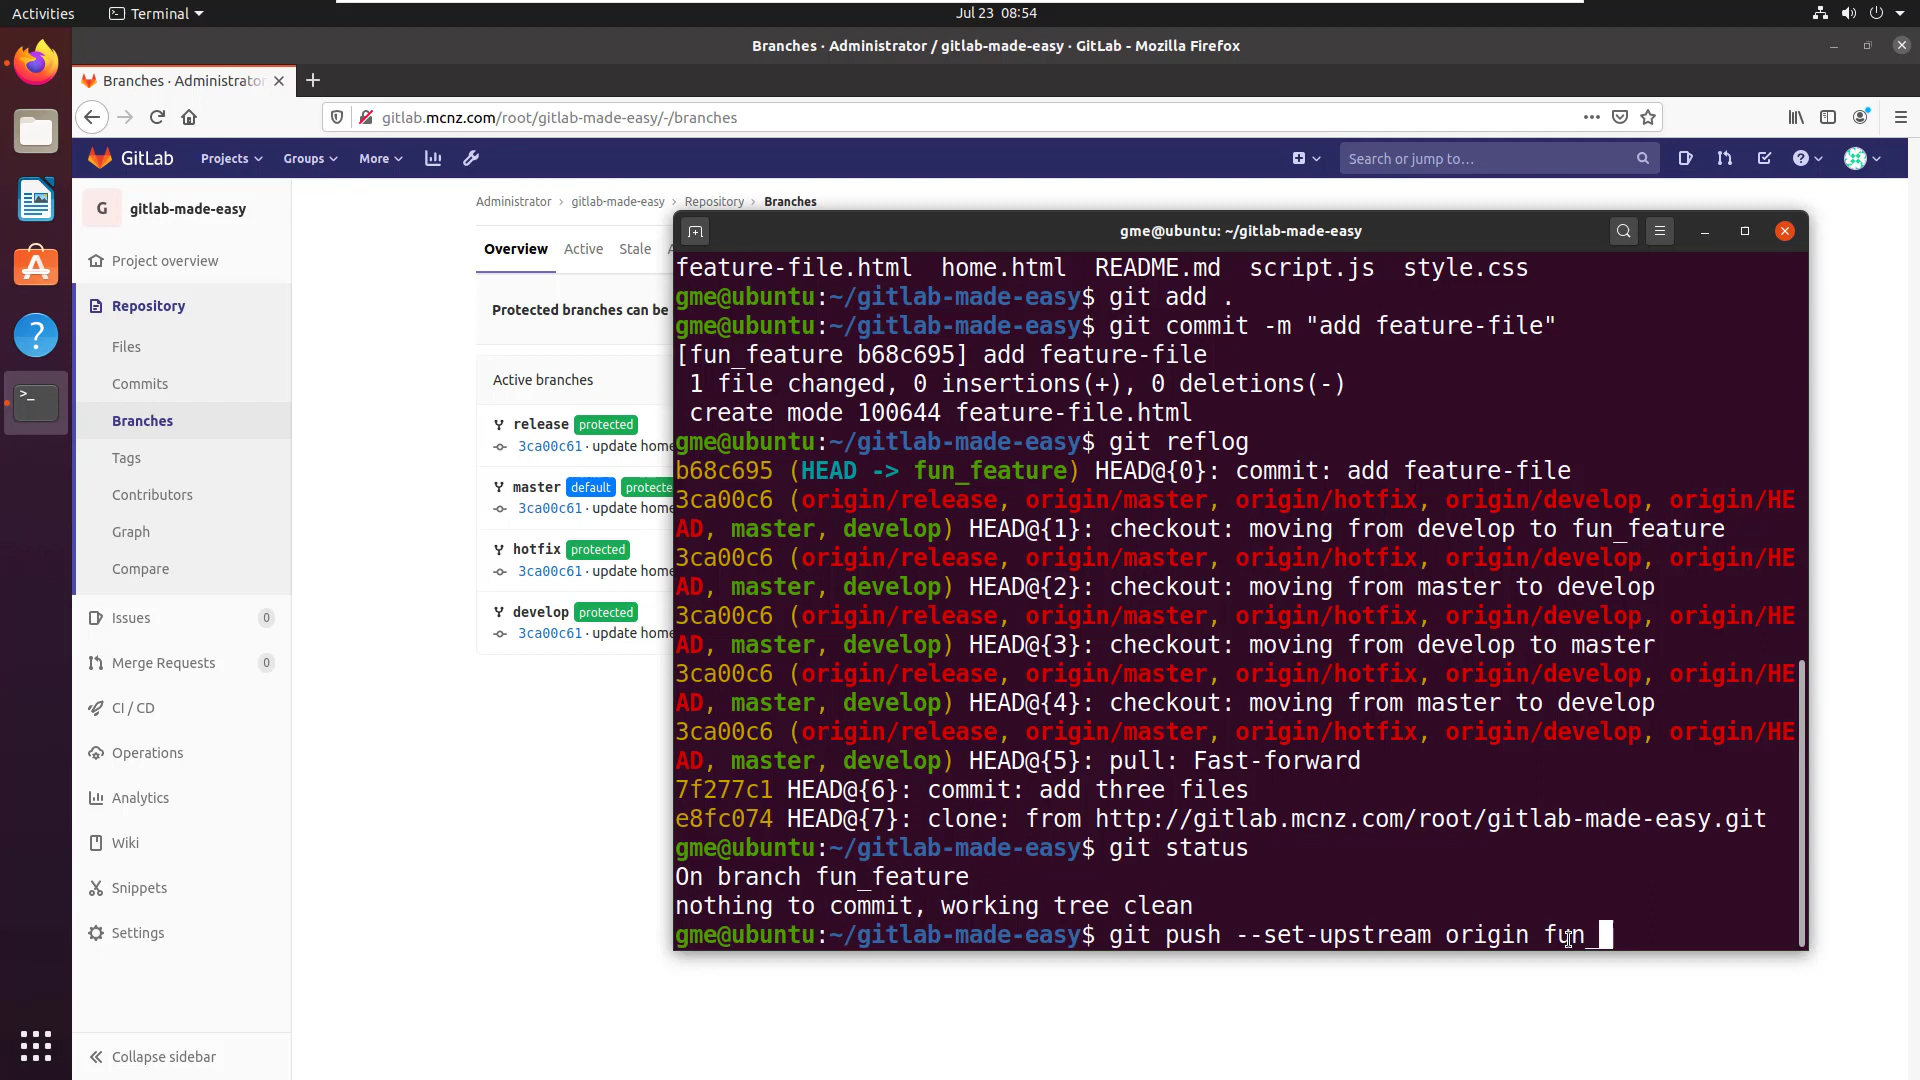 Activities
Terminal
Jul 23 08:54
Branches · Administrator / gitlab-made-easy · GitLab - Mozilla Firefox
Branches · Administrator
gitlab.mcnz.com/root/gitlab-made-easy/-/branches
GitLab
Projects
Groups
More
Search or jump to…
G
gitlab-made-easy
Project overview
Repository
Files
Commits
Branches
Tags
Contributors
Graph
Compare
Issues 0
Merge Requests 0
CI / CD
Operations
Analytics
Wiki
Snippets
Settings
Collapse sidebar
Administrator > gitlab-made-easy > Repository > Branches
Overview Active Stale
Protected branches can be
Active branches
release protected
3ca00c61 · update home
master default protecte
3ca00c61 · update home
hotfix protected
3ca00c61 · update home
develop protected
3ca00c61 · update home
gme@ubuntu: ~/gitlab-made-easy
feature-file.html home.html README.md script.js style.css
gme@ubuntu:~/gitlab-made-easy$ git add .
gme@ubuntu:~/gitlab-made-easy$ git commit -m "add feature-file"
[fun_feature b68c695] add feature-file
1 file changed, 0 insertions(+), 0 deletions(-)
create mode 100644 feature-file.html
gme@ubuntu:~/gitlab-made-easy$ git reflog
b68c695 (HEAD -> fun_feature) HEAD@{0}: commit: add feature-file
3ca00c6 (origin/release, origin/master, origin/hotfix, origin/develop, origin/HE
AD, master, develop) HEAD@{1}: checkout: moving from develop to fun_feature
3ca00c6 (origin/release, origin/master, origin/hotfix, origin/develop, origin/HE
AD, master, develop) HEAD@{2}: checkout: moving from master to develop
3ca00c6 (origin/release, origin/master, origin/hotfix, origin/develop, origin/HE
AD, master, develop) HEAD@{3}: checkout: moving from develop to master
3ca00c6 (origin/release, origin/master, origin/hotfix, origin/develop, origin/HE
AD, master, develop) HEAD@{4}: checkout: moving from master to develop
3ca00c6 (origin/release, origin/master, origin/hotfix, origin/develop, origin/HE
AD, master, develop) HEAD@{5}: pull: Fast-forward
7f277c1 HEAD@{6}: commit: add three files
e8fc074 HEAD@{7}: clone: from http://gitlab.mcnz.com/root/gitlab-made-easy.git
gme@ubuntu:~/gitlab-made-easy$ git status
On branch fun_feature
nothing to commit, working tree clean
gme@ubuntu:~/gitlab-made-easy$ git push --set-upstream origin fun_